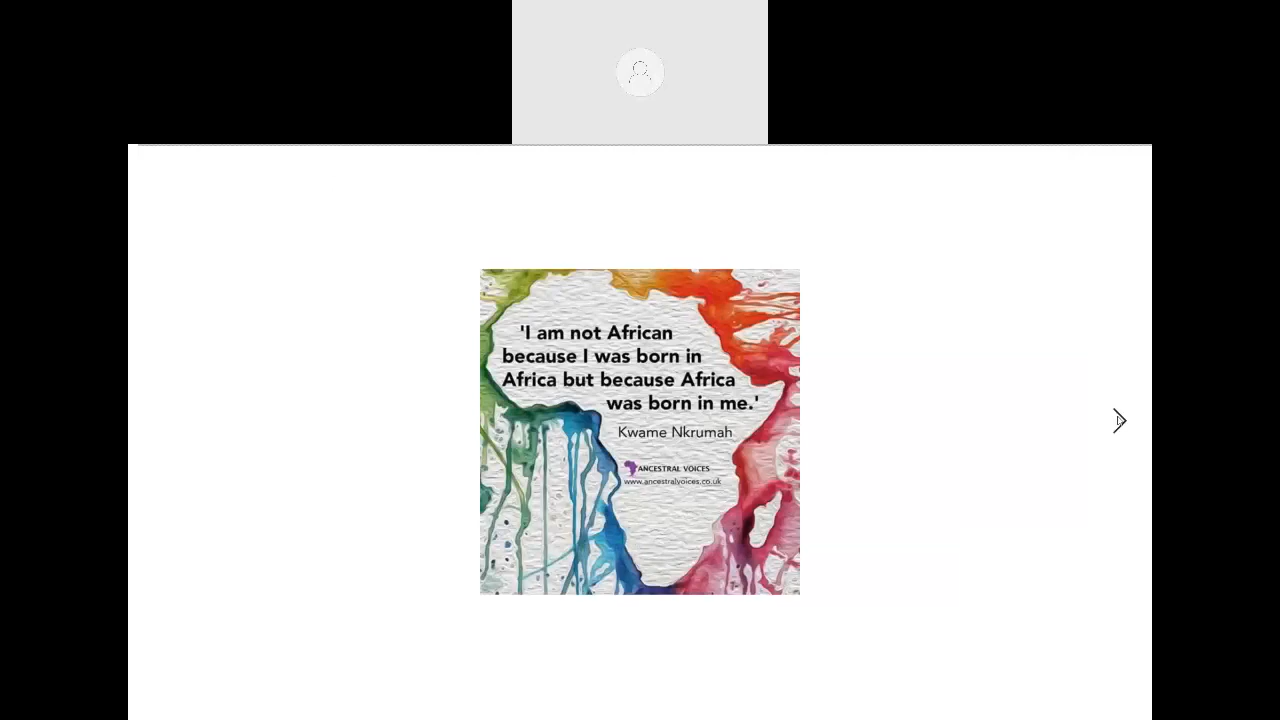 'I am not African
because I was born in
Africa but because Africa
was born in me.'
Kwame Nkrumah
ANCESTRAL VOICES
www.ancestralvoices.co.uk